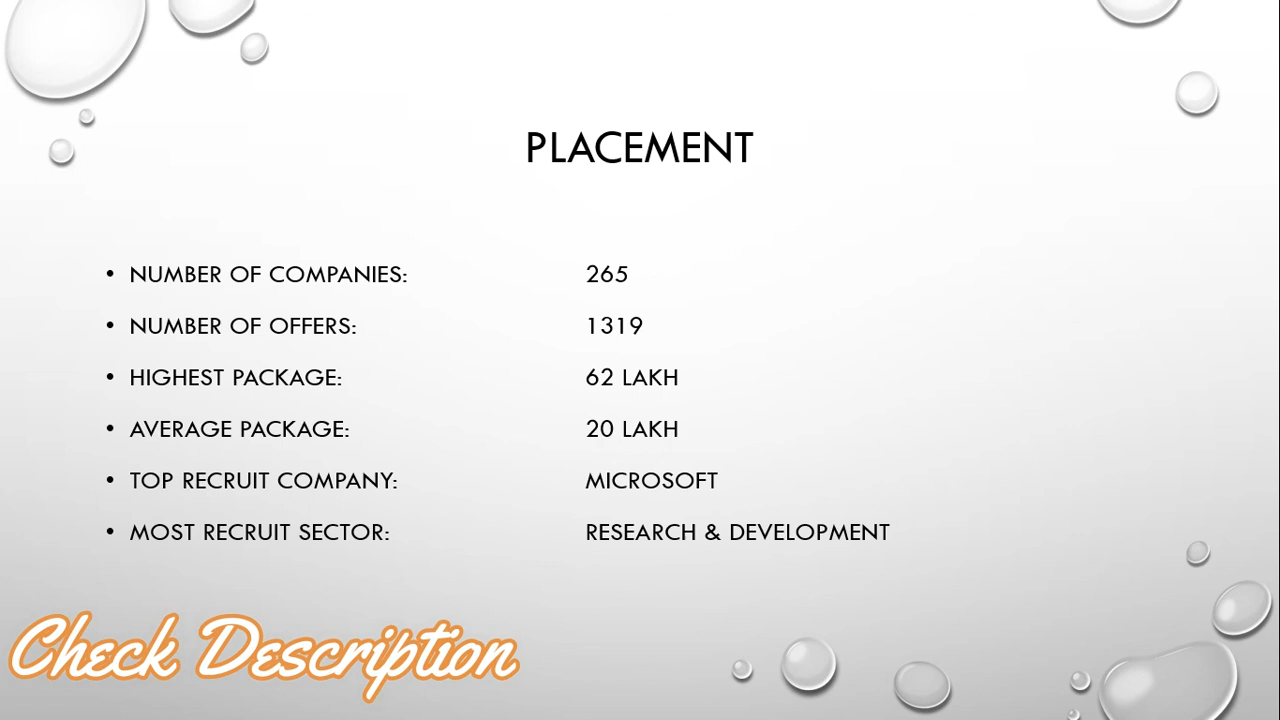 PLACEMENT
• NUMBER OF COMPANIES: 265
• NUMBER OF OFFERS: 1319
• HIGHEST PACKAGE: 62 LAKH
• AVERAGE PACKAGE: 20 LAKH
• TOP RECRUIT COMPANY: MICROSOFT
• MOST RECRUIT SECTOR: RESEARCH & DEVELOPMENT
Check Description